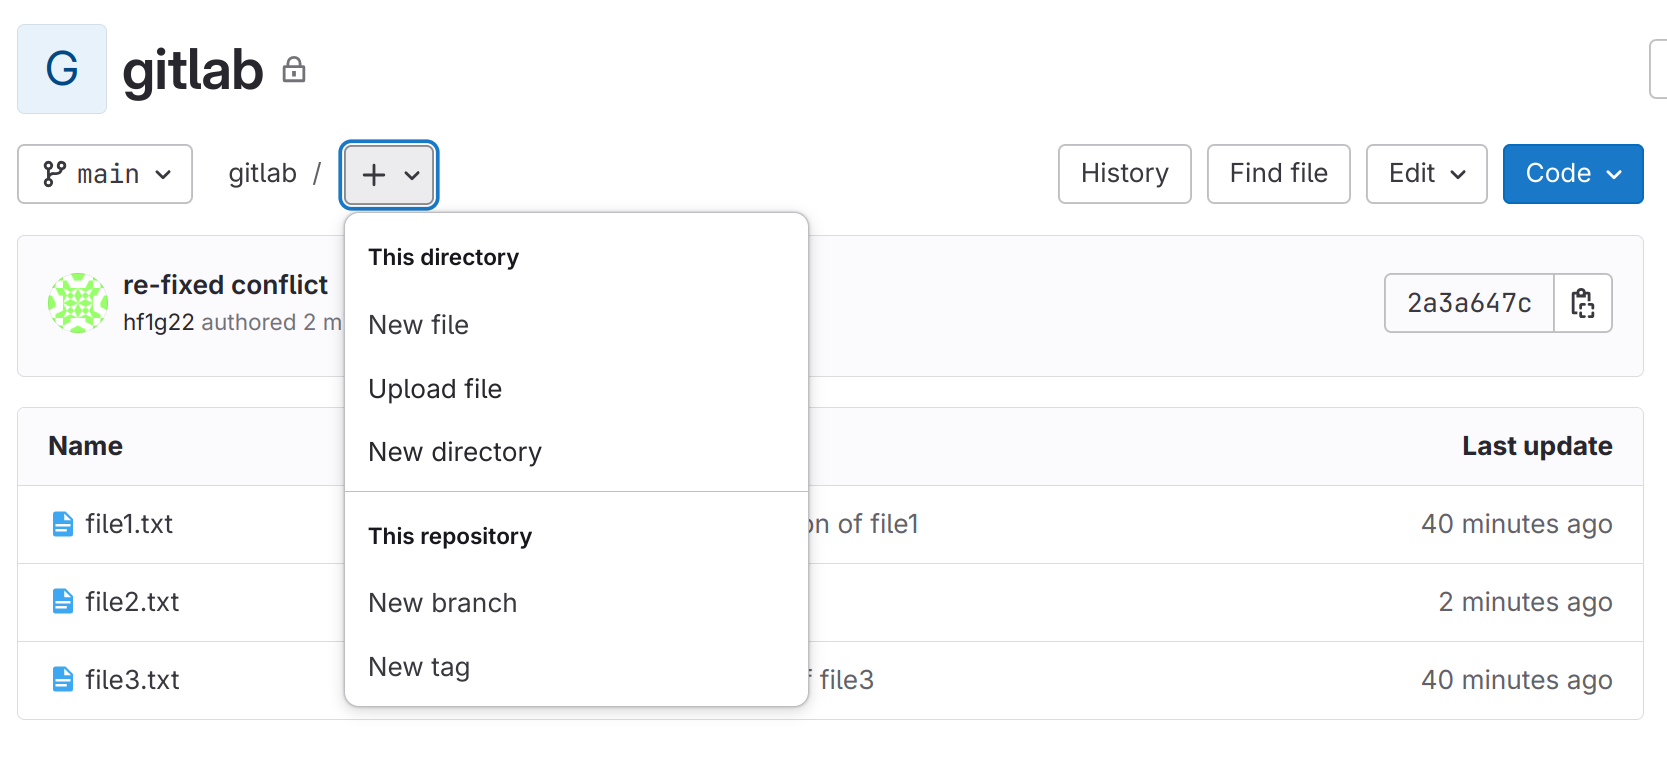 G
gitlab
main
gitlab /
History
Find file
Edit
Code
This directory
New file
Upload file
New directory
This repository
New branch
New tag
re-fixed conflict
hf1g22 authored 2 m
2a3a647c
Name
Last update
file1.txt
on of file1
40 minutes ago
file2.txt
2 minutes ago
file3.txt
file3
40 minutes ago